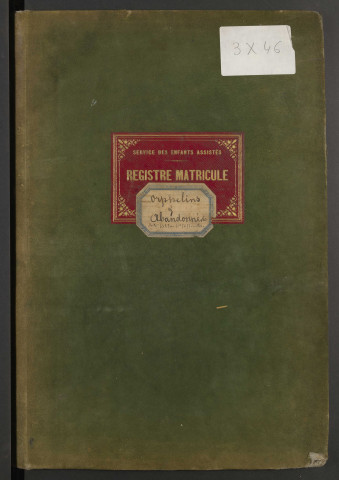 3 X 46
SERVICE DES ENFANTS ASSISTÉS
REGISTRE MATRICULE
Orphelins
&
Abandonnés